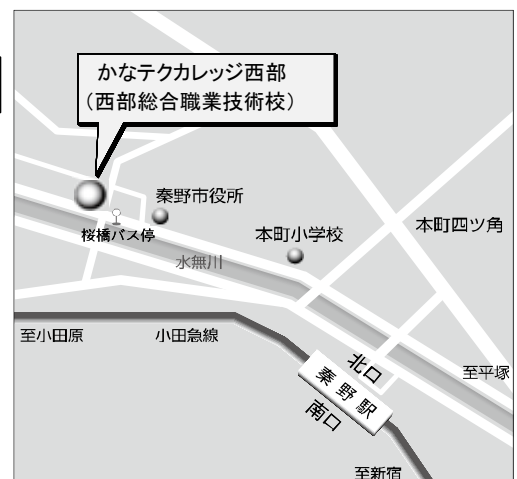 かなテクカレッジ西部
（西部総合職業技術校）
秦野市役所
桜橋バス停
本町小学校
本町四ツ角
水無川
至小田原
小田急線
北口
至平塚
秦野駅
南口
至新宿